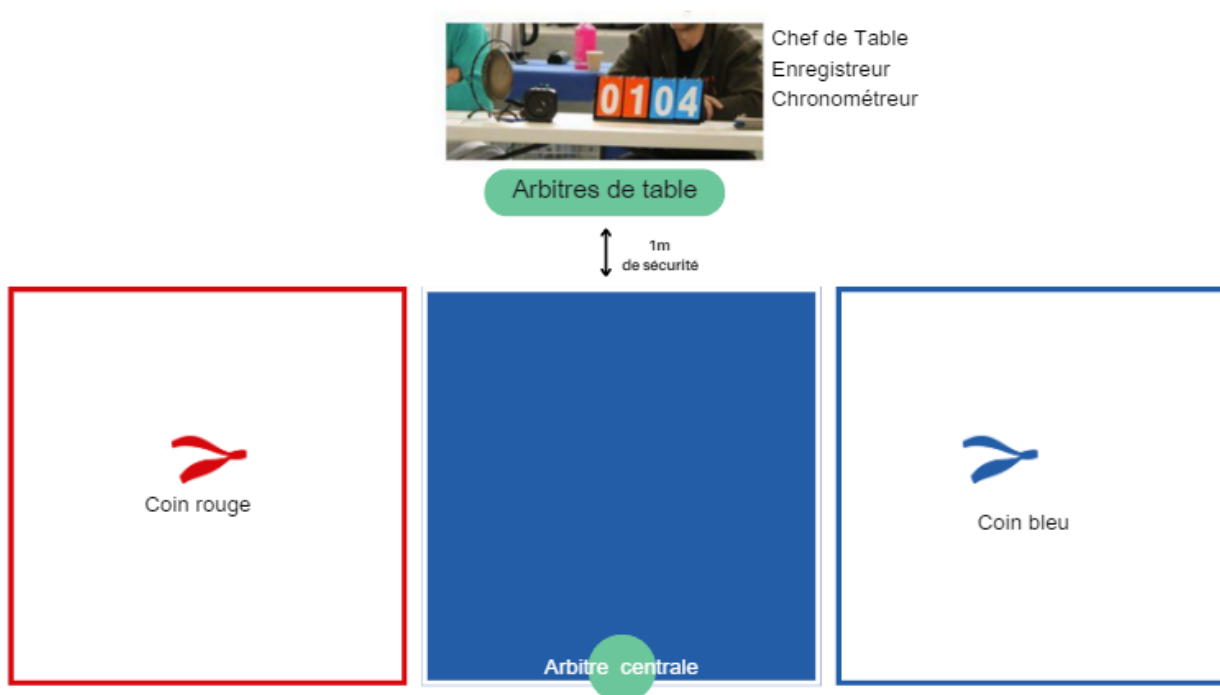 Chef de Table
Enregistreur
Chronométreur
0104
Arbitres de table
1m
de sécurité
Coin rouge
Coin bleu
Arbitre centrale